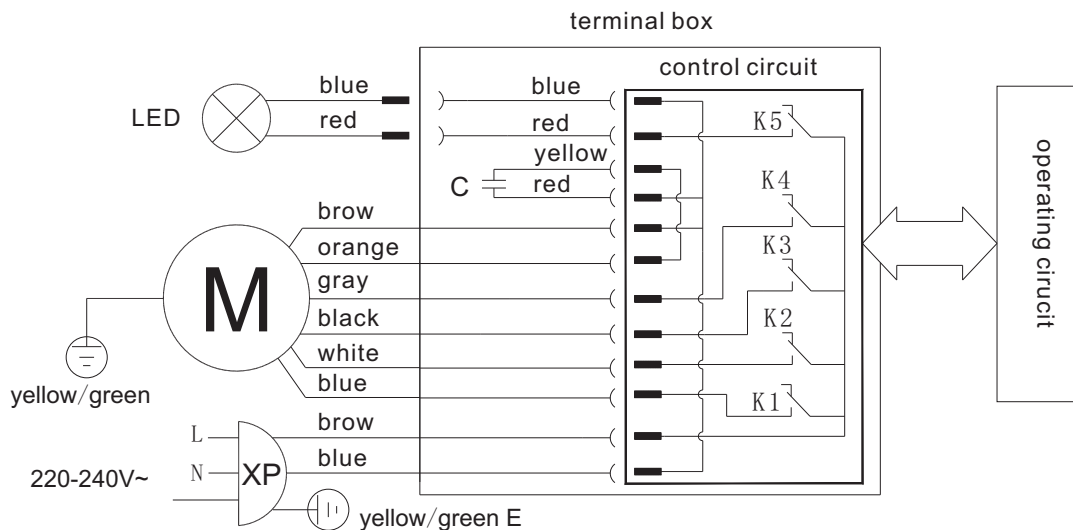 terminal box
control circuit
LED
blue
red
blue
red
yellow
C
red
K5
K4
K3
K2
K1
operating cirucit
M
brow
orange
gray
black
white
blue
yellow/green
L
N
220-240V~
XP
brow
blue
yellow/green E